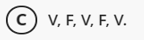 C V, F, V, F, V.